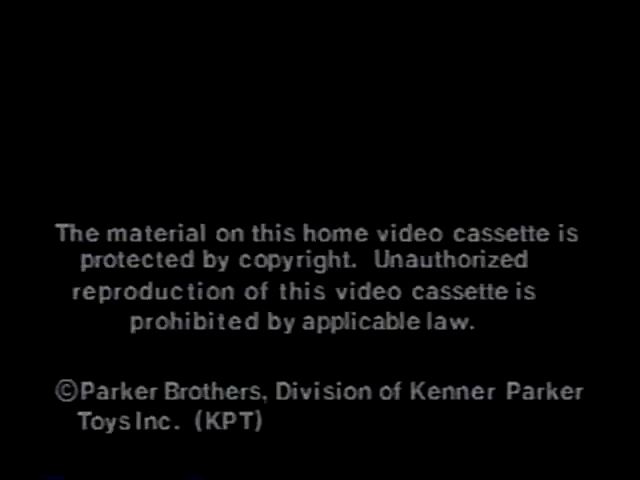 The material on this home video cassette is
protected by copyright. Unauthorized
reproduction of this video cassette is
prohibited by applicable law.
©Parker Brothers, Division of Kenner Parker
Toys Inc. (KPT)